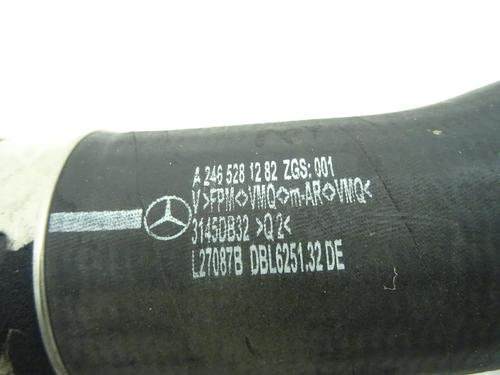 A 246 528 12 82 ZGS: 001
V >FPM<>VMQ<>m-AR<>VMQ<
3145DB32 >Q 2<
L27087B DBL6251.32 DE